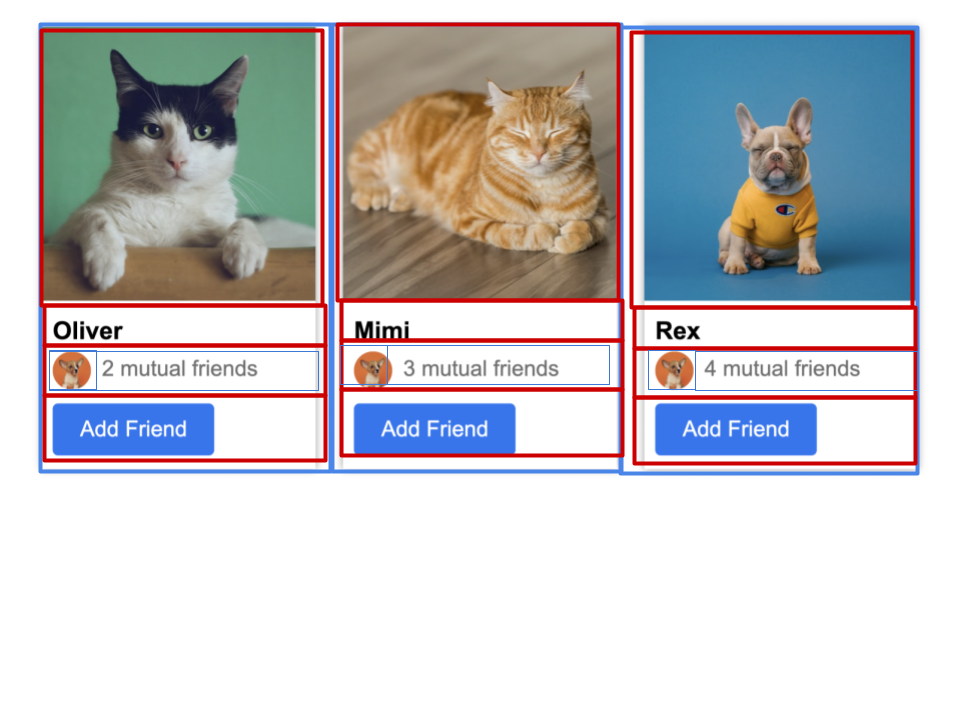 Oliver
2 mutual friends
Add Friend
Mimi
3 mutual friends
Add Friend
Rex
4 mutual friends
Add Friend